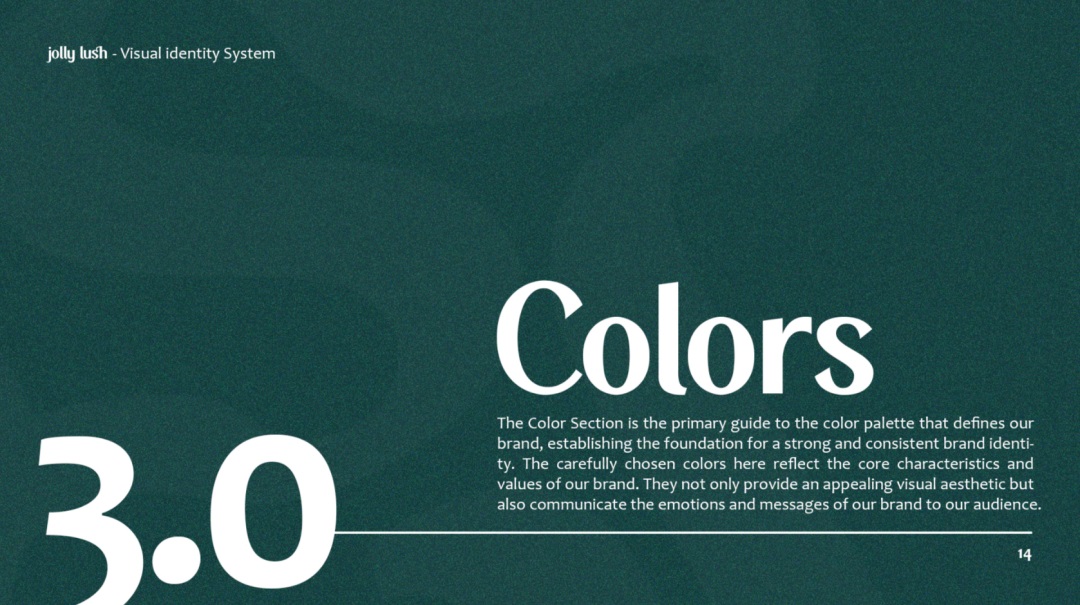 jolly lush - Visual identity System
Colors
The Color Section is the primary guide to the color palette that defines our
brand, establishing the foundation for a strong and consistent brand identi-
ty. The carefully chosen colors here reflect the core characteristics and
values of our brand. They not only provide an appealing visual aesthetic but
also communicate the emotions and messages of our brand to our audience.
3.0
14